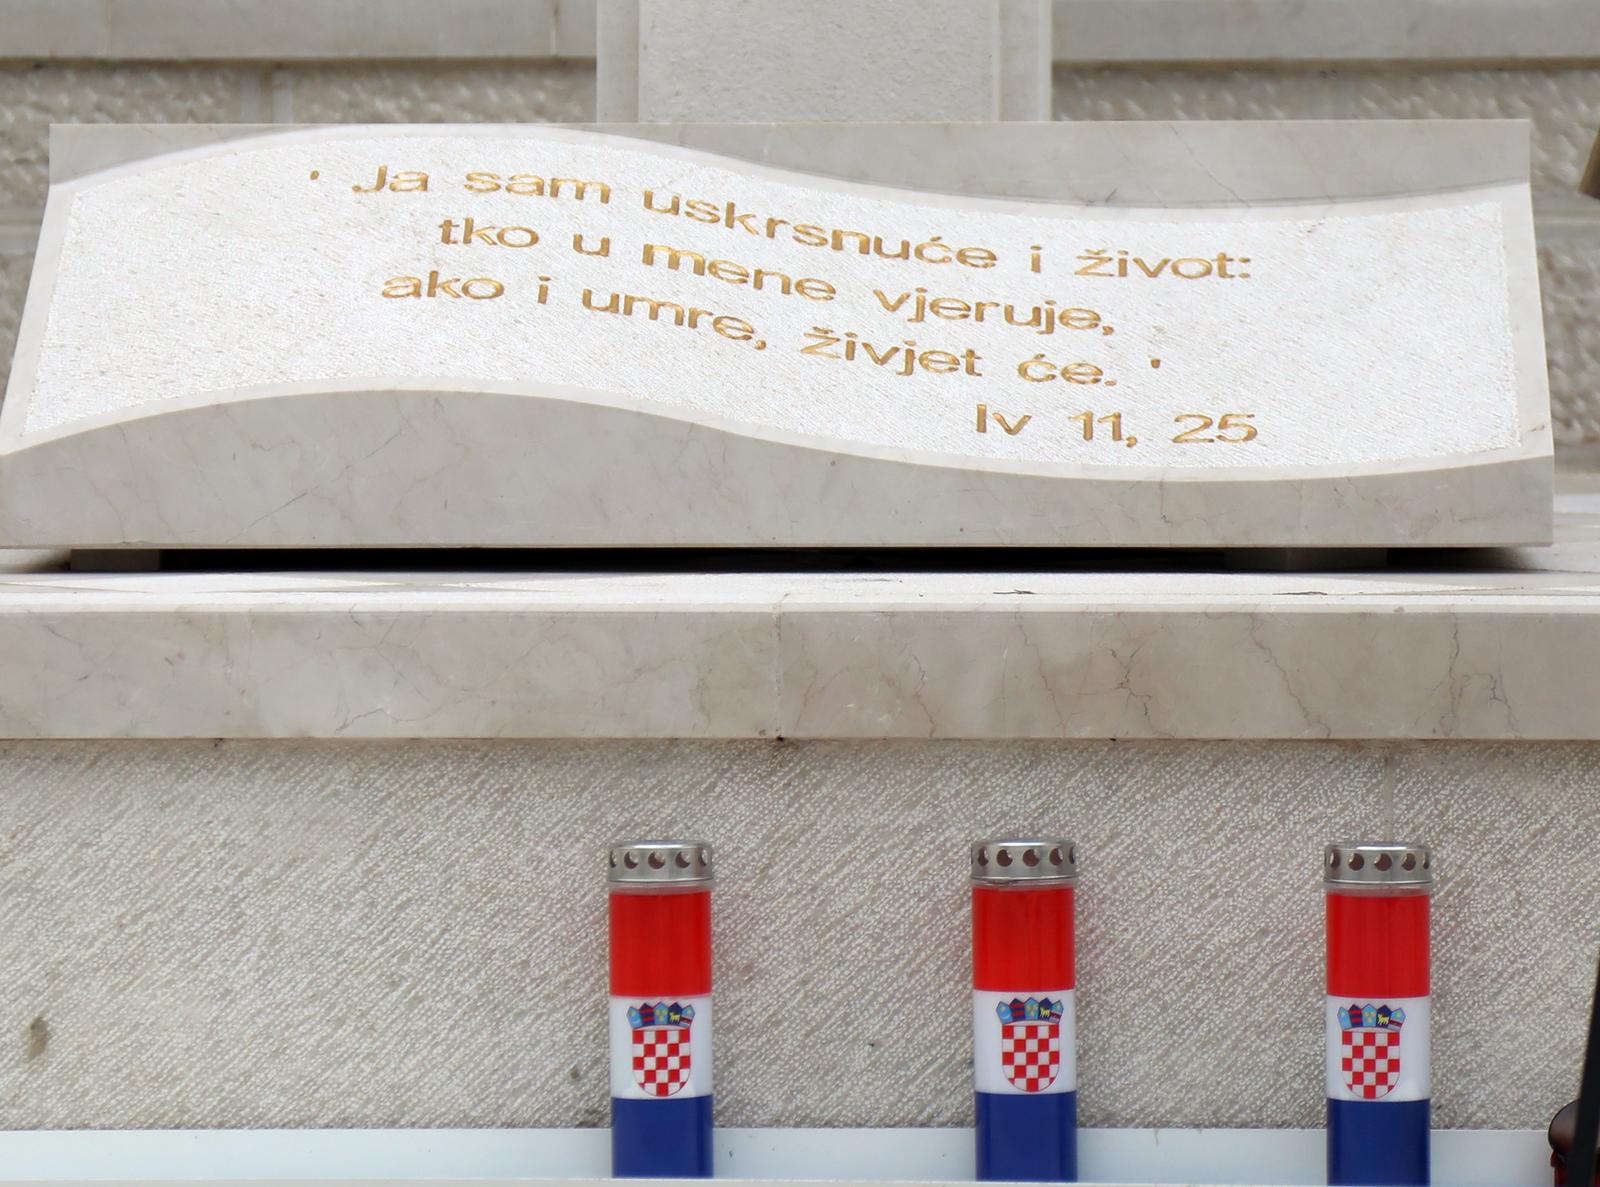 ' Ja sam uskrsnuće i život:
tko u mene vjeruje,
ako i umre, živjet će. '
Iv 11, 25